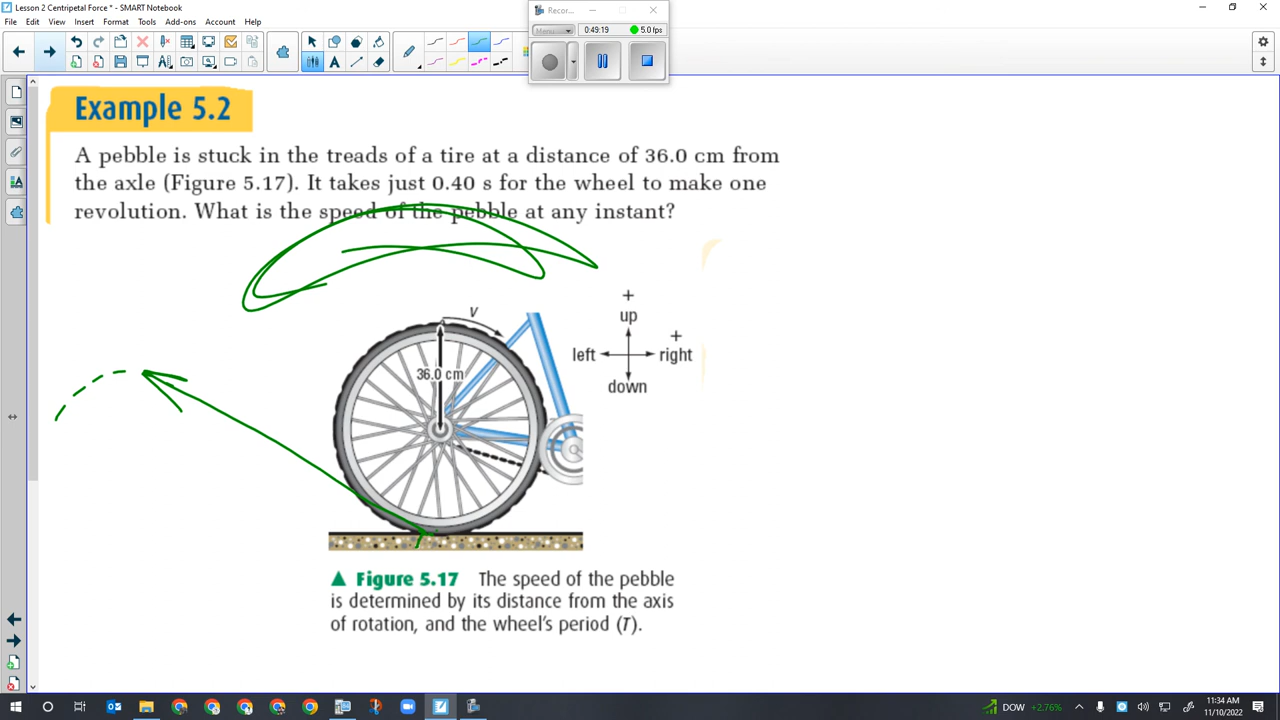 Lesson 2 Centripetal Force * - SMART Notebook
File Edit View Insert Format Tools Add-ons Account Help
Recor...
Menu
0:49:19
5.0 fps
Example 5.2
A pebble is stuck in the treads of a tire at a distance of 36.0 cm from
the axle (Figure 5.17). It takes just 0.40 s for the wheel to make one
revolution. What is the speed of the pebble at any instant?
v
36.0 cm
+
up
+
left
right
down
▲ Figure 5.17 The speed of the pebble
is determined by its distance from the axis
of rotation, and the wheel's period (T).
DOW +2.76%
11:34 AM
11/10/2022